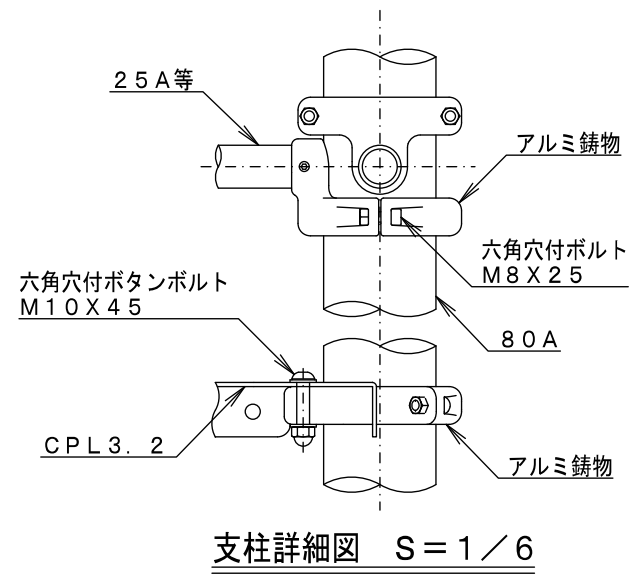 25A等
アルミ鋳物
六角穴付ボルト
M8X25
六角穴付ボタンボルト
M10X45
80A
CPL3.2
アルミ鋳物
支柱詳細図 S=1/6